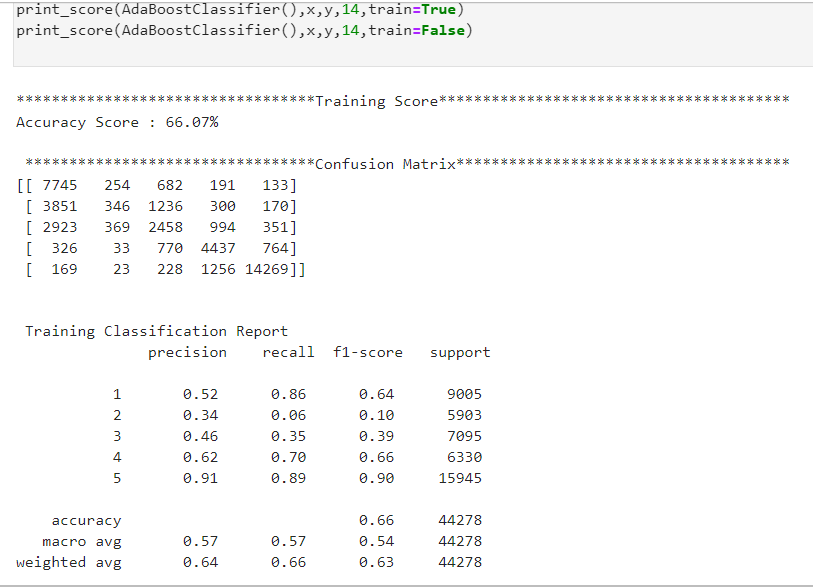 print_score(AdaBoostClassifier(),x,y,14,train=True)
print_score(AdaBoostClassifier(),x,y,14,train=False)
**********************************Training Score****************************************
Accuracy Score : 66.07%
*********************************Confusion Matrix**************************************
[[ 7745 254 682 191 133]
[ 3851 346 1236 300 170]
[ 2923 369 2458 994 351]
[ 326 33 770 4437 764]
[ 169 23 228 1256 14269]]
Training Classification Report
precision recall f1-score support
1 0.52 0.86 0.64 9005
2 0.34 0.06 0.10 5903
3 0.46 0.35 0.39 7095
4 0.62 0.70 0.66 6330
5 0.91 0.89 0.90 15945
accuracy 0.66 44278
macro avg 0.57 0.57 0.54 44278
weighted avg 0.64 0.66 0.63 44278